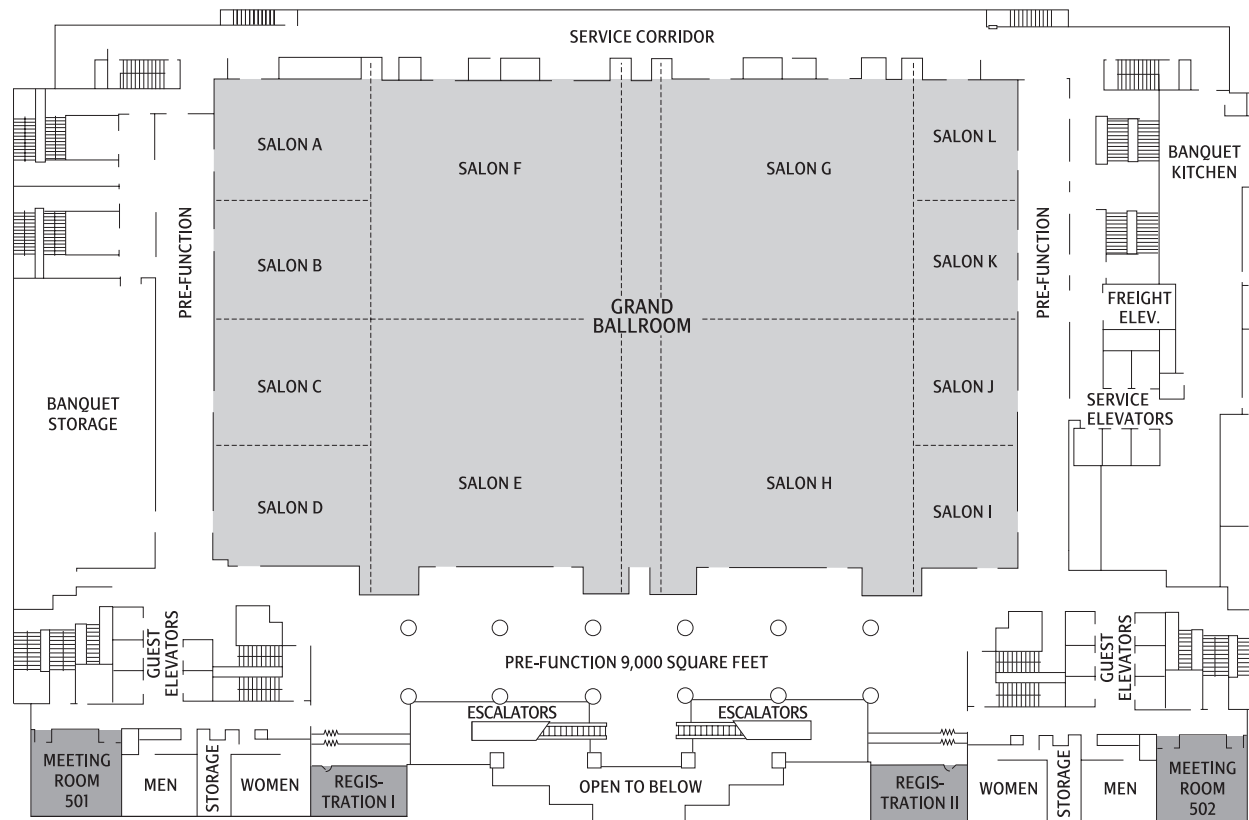 SERVICE CORRIDOR
SALON A
SALON F
SALON G
SALON L
BANQUET
KITCHEN
PRE-FUNCTION
SALON B
SALON K
PRE-FUNCTION
GRAND
BALLROOM
FREIGHT
ELEV.
SALON C
SALON J
BANQUET
STORAGE
SERVICE
ELEVATORS
SALON D
SALON E
SALON H
SALON I
GUEST
ELEVATORS
PRE-FUNCTION 9,000 SQUARE FEET
GUEST
ELEVATORS
ESCALATORS
ESCALATORS
MEETING
ROOM
501
MEN
STORAGE
WOMEN
REGIS-
TRATION I
OPEN TO BELOW
REGIS-
TRATION II
WOMEN
STORAGE
MEN
MEETING
ROOM
502